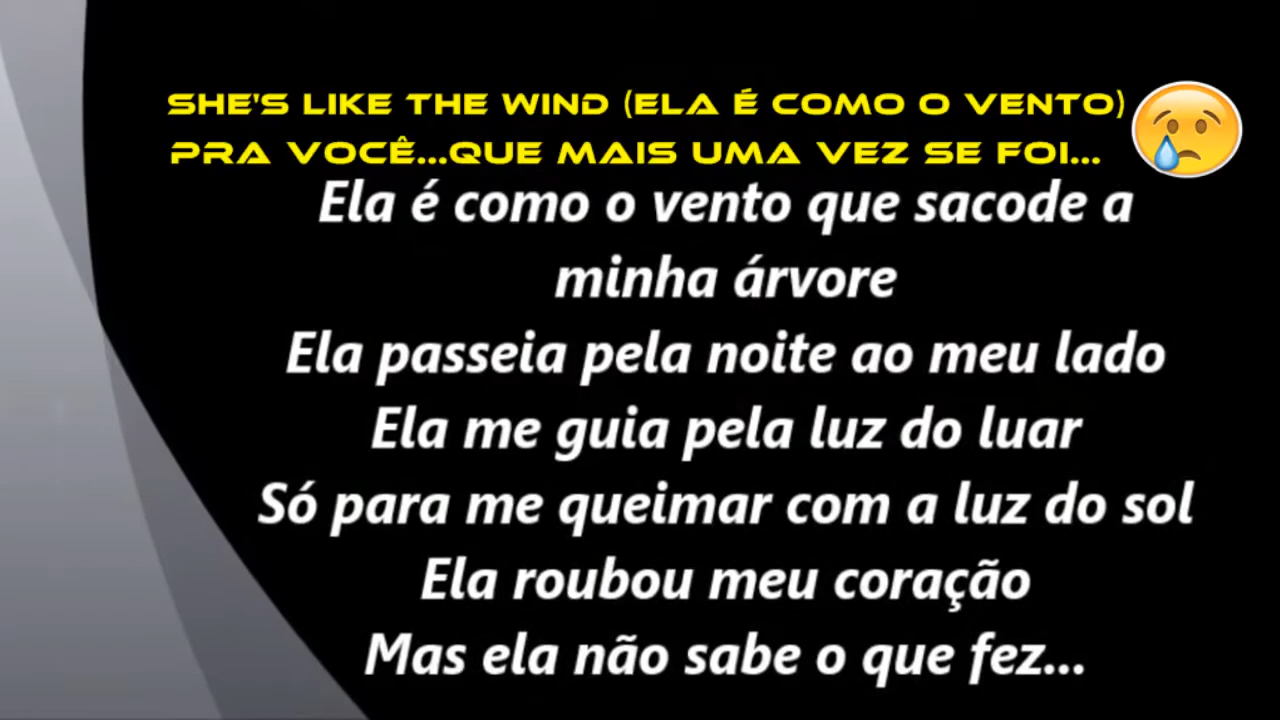 SHE'S LIKE THE WIND (ELA É COMO O VENTO)
PRA VOCÊ...QUE MAIS UMA VEZ SE FOI...
Ela é como o vento que sacode a
minha árvore
Ela passeia pela noite ao meu lado
Ela me guia pela luz do luar
Só para me queimar com a luz do sol
Ela roubou meu coração
Mas ela não sabe o que fez...